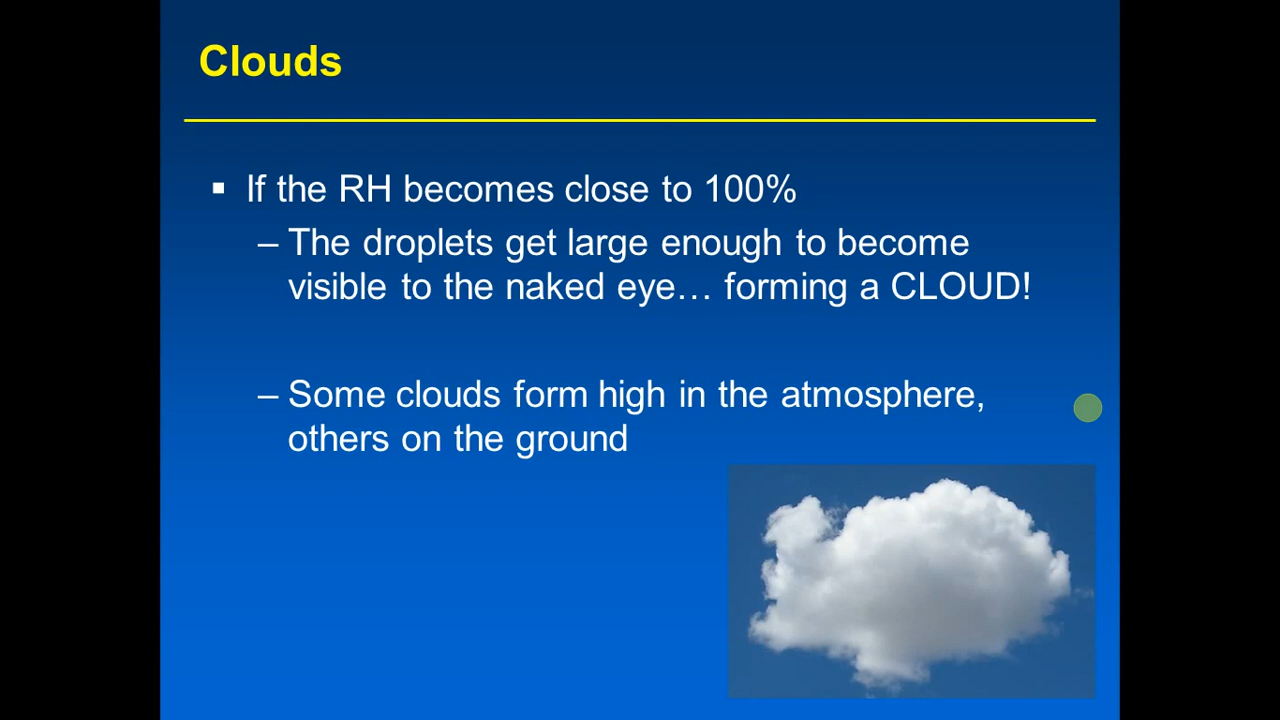 Clouds
▪ If the RH becomes close to 100%
– The droplets get large enough to become
visible to the naked eye… forming a CLOUD!
– Some clouds form high in the atmosphere,
others on the ground